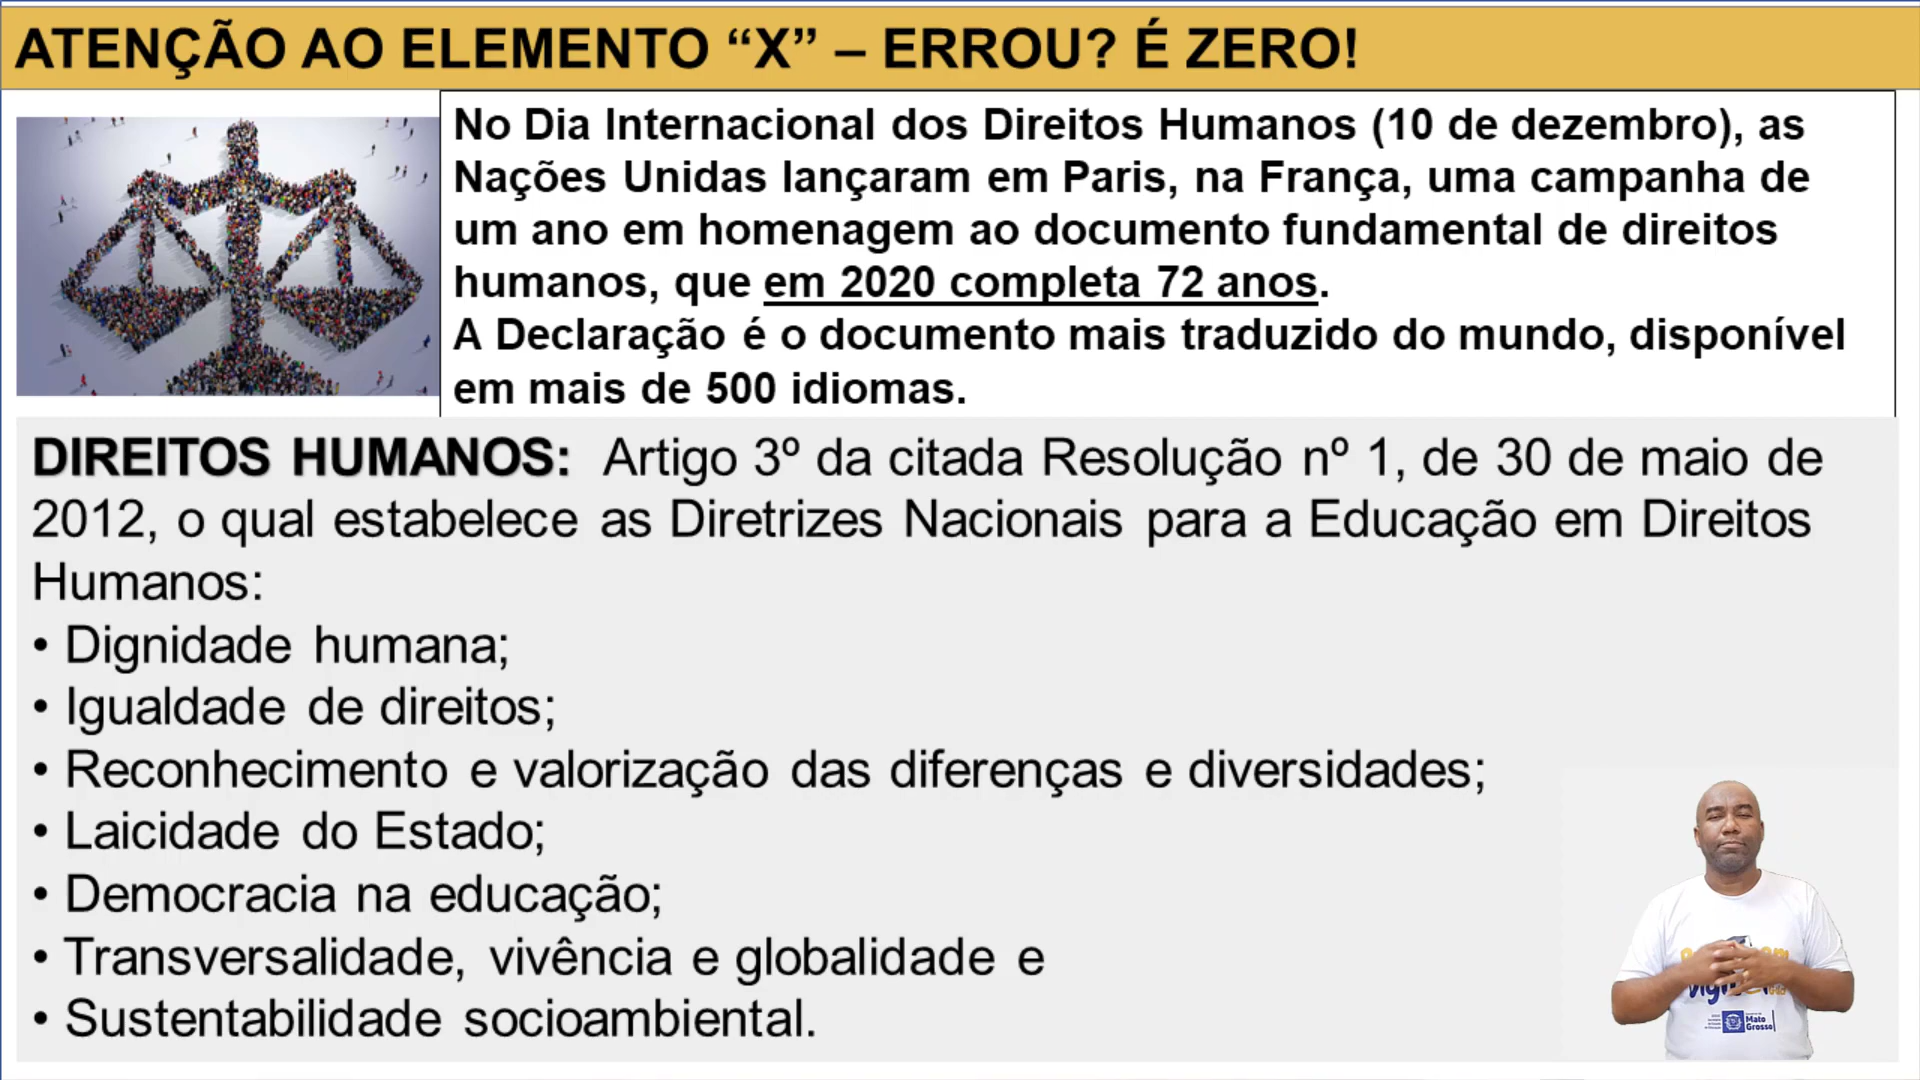 ATENÇÃO AO ELEMENTO “X” – ERROU? É ZERO!
No Dia Internacional dos Direitos Humanos (10 de dezembro), as
Nações Unidas lançaram em Paris, na França, uma campanha de
um ano em homenagem ao documento fundamental de direitos
humanos, que em 2020 completa 72 anos.
A Declaração é o documento mais traduzido do mundo, disponível
em mais de 500 idiomas.
DIREITOS HUMANOS: Artigo 3º da citada Resolução nº 1, de 30 de maio de
2012, o qual estabelece as Diretrizes Nacionais para a Educação em Direitos
Humanos:
• Dignidade humana;
• Igualdade de direitos;
• Reconhecimento e valorização das diferenças e diversidades;
• Laicidade do Estado;
• Democracia na educação;
• Transversalidade, vivência e globalidade e
• Sustentabilidade socioambiental.
Mato
Grosso